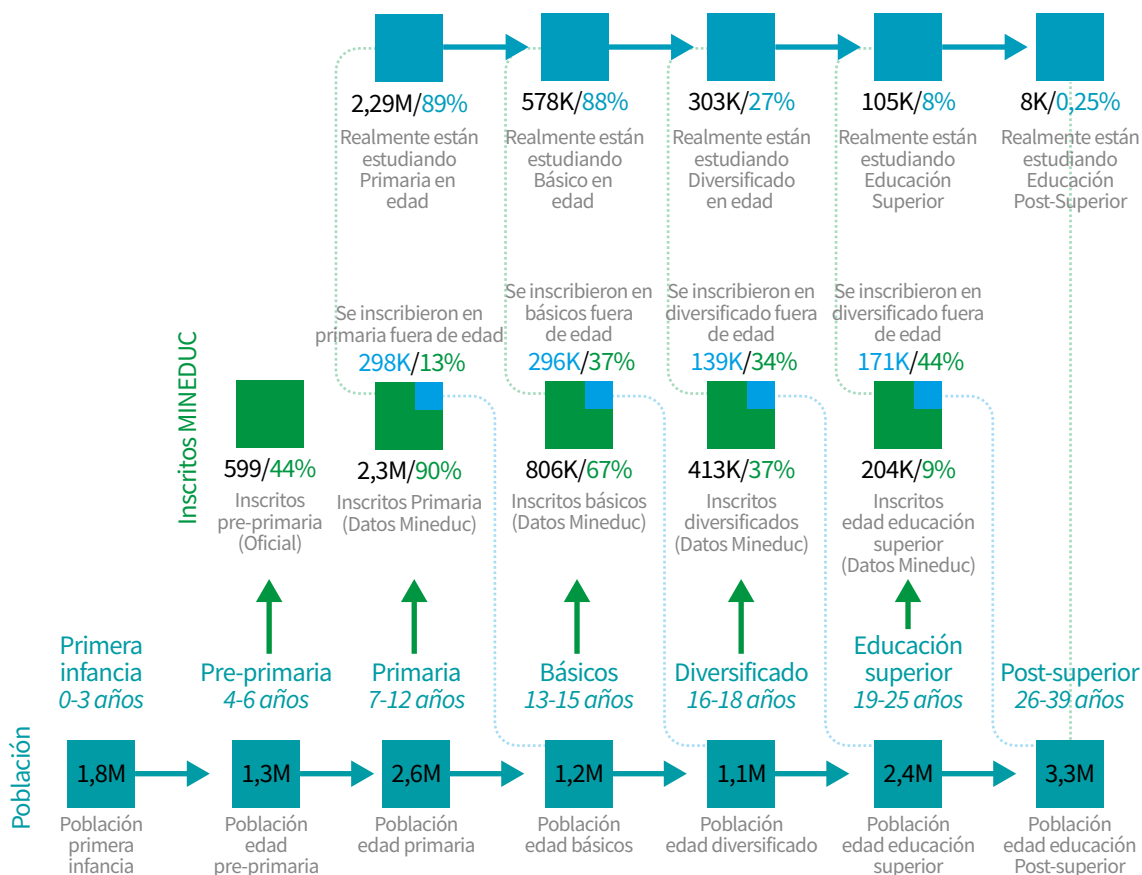 2,29M/89%
Realmente están
estudiando
Primaria en
edad
578K/88%
Realmente están
estudiando
Básico en
edad
303K/27%
Realmente están
estudiando
Diversificado
en edad
105K/8%
Realmente están
estudiando
Educación
Superior
8K/0,25%
Realmente están
estudiando
Educación
Post-Superior
Inscritos MINEDUC
Se inscribieron en
primaria fuera de edad
298K/13%
Se inscribieron en
básicos fuera
de edad
296K/37%
Se inscribieron en
diversificado fuera
de edad
139K/34%
Se inscribieron en
diversificado fuera
de edad
171K/44%
599/44%
Inscritos
pre-primaria
(Oficial)
2,3M/90%
Inscritos Primaria
(Datos Mineduc)
806K/67%
Inscritos básicos
(Datos Mineduc)
413K/37%
Inscritos
diversificados
(Datos Mineduc)
204K/9%
Inscritos
edad educación
superior
(Datos Mineduc)
Primera
infancia
0-3 años
Pre-primaria
4-6 años
Primaria
7-12 años
Básicos
13-15 años
Diversificado
16-18 años
Educación
superior
19-25 años
Post-superior
26-39 años
Población
1,8M
Población
primera
infancia
1,3M
Población
edad
pre-primaria
2,6M
Población
edad primaria
1,2M
Población
edad básicos
1,1M
Población
edad diversificado
2,4M
Población
edad educación
superior
3,3M
Población
edad educación
Post-superior